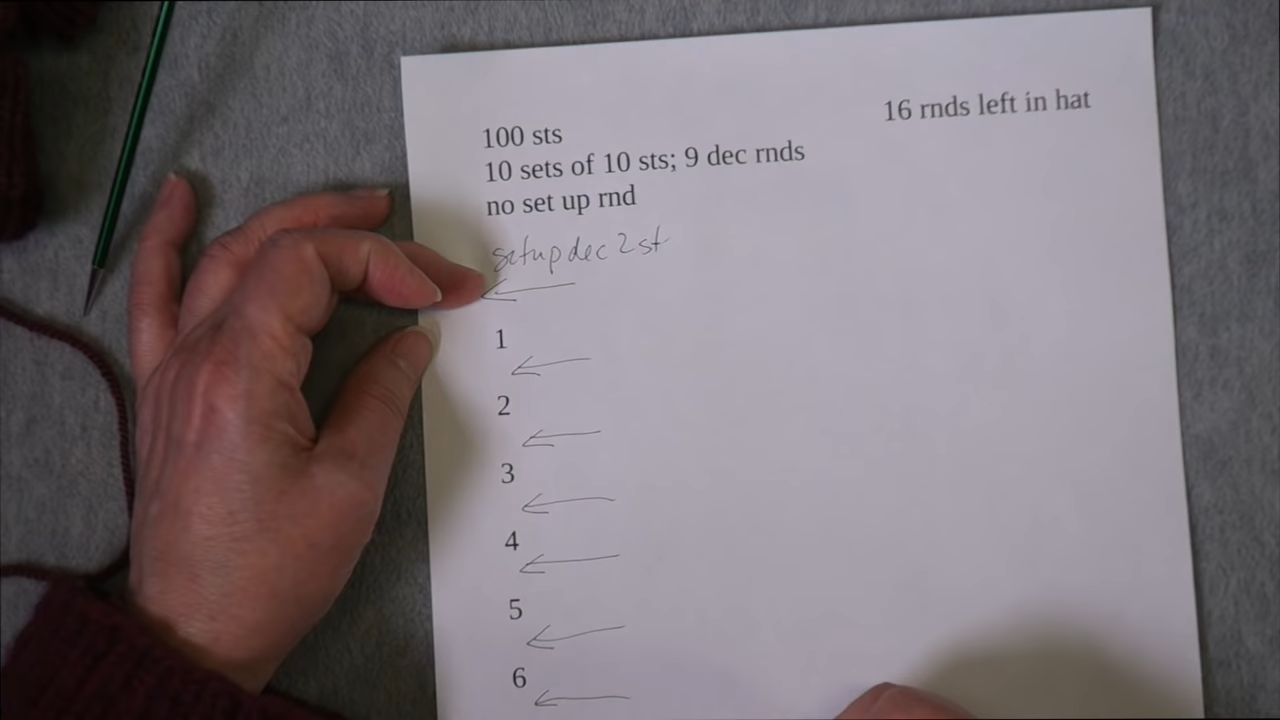 16 rnds left in hat
100 sts
10 sets of 10 sts; 9 dec rnds
no set up rnd
setup dec 2 st
1
2
3
4
5
6